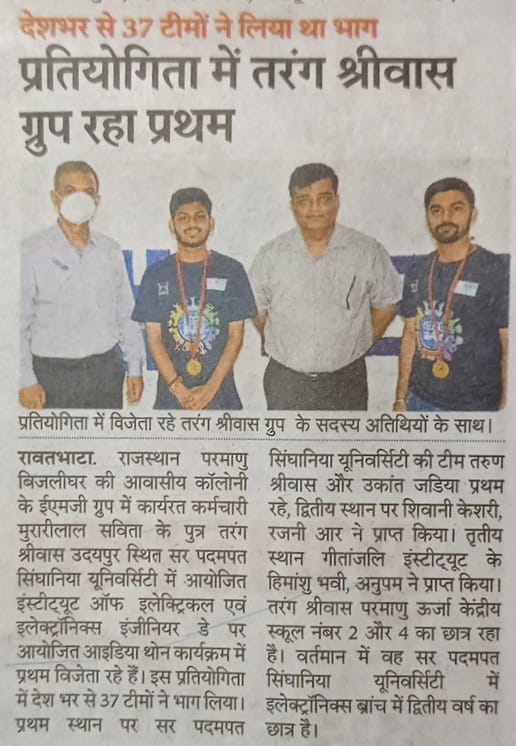 देशभर से 37 टीमों ने लिया था भाग
प्रतियोगिता में तरंग श्रीवास
ग्रुप रहा प्रथम
प्रतियोगिता में विजेता रहे तरंग श्रीवास ग्रुप के सदस्य अतिथियों के साथ।
रावतभाटा. राजस्थान परमाणु
बिजलीघर की आवासीय कॉलोनी
के ईएमजी ग्रुप में कार्यरत कर्मचारी
मुरारीलाल सविता के पुत्र तरंग
श्रीवास उदयपुर स्थित सर पदमपत
सिंघानिया यूनिवर्सिटी में आयोजित
इंस्टीट्यूट ऑफ इलेक्ट्रिकल एवं
इलेक्ट्रॉनिक्स इंजीनियर डे पर
आयोजित आइडिया थोन कार्यक्रम में
प्रथम विजेता रहे हैं। इस प्रतियोगिता
में देश भर से 37 टीमों ने भाग लिया।
प्रथम स्थान पर सर पदमपत
सिंघानिया यूनिवर्सिटी की टीम तरुण
श्रीवास और उकांत जडिया प्रथम
रहे, द्वितीय स्थान पर शिवानी केशरी,
रजनी आर ने प्राप्त किया। तृतीय
स्थान गीतांजलि इंस्टीट्यूट के
हिमांशु भवी, अनुपम ने प्राप्त किया।
तरंग श्रीवास परमाणु ऊर्जा केंद्रीय
स्कूल नंबर 2 और 4 का छात्र रहा
है। वर्तमान में वह सर पदमपत
सिंघानिया यूनिवर्सिटी में
इलेक्ट्रॉनिक्स ब्रांच में द्वितीय वर्ष का
छात्र है।